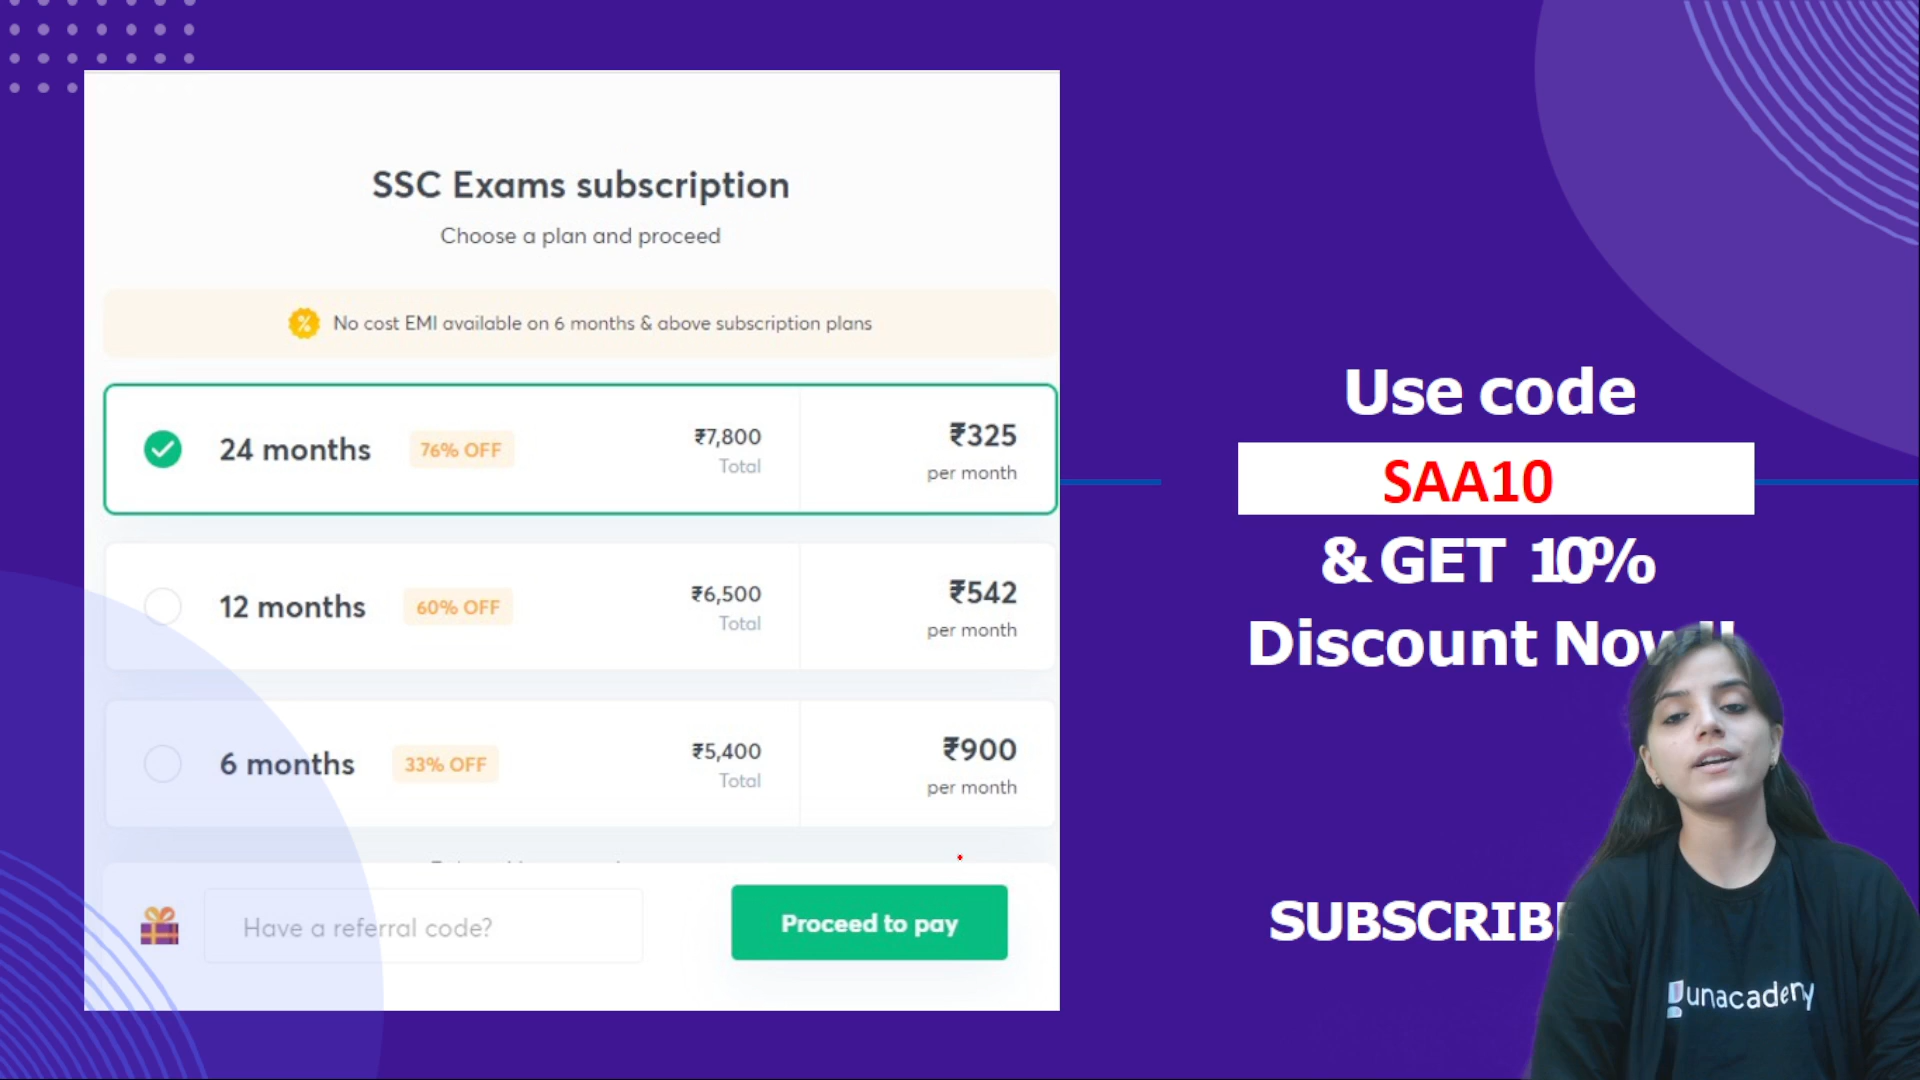 SSC Exams subscription
Choose a plan and proceed
No cost EMI available on 6 months & above subscription plans
24 months 76% OFF ₹7,800 Total ₹325 per month
12 months 60% OFF ₹6,500 Total ₹542 per month
6 months 33% OFF ₹5,400 Total ₹900 per month
Have a referral code? Proceed to pay
Use code
SAA10
& GET 10%
Discount Now !!
SUBSCRIBE
unacademy